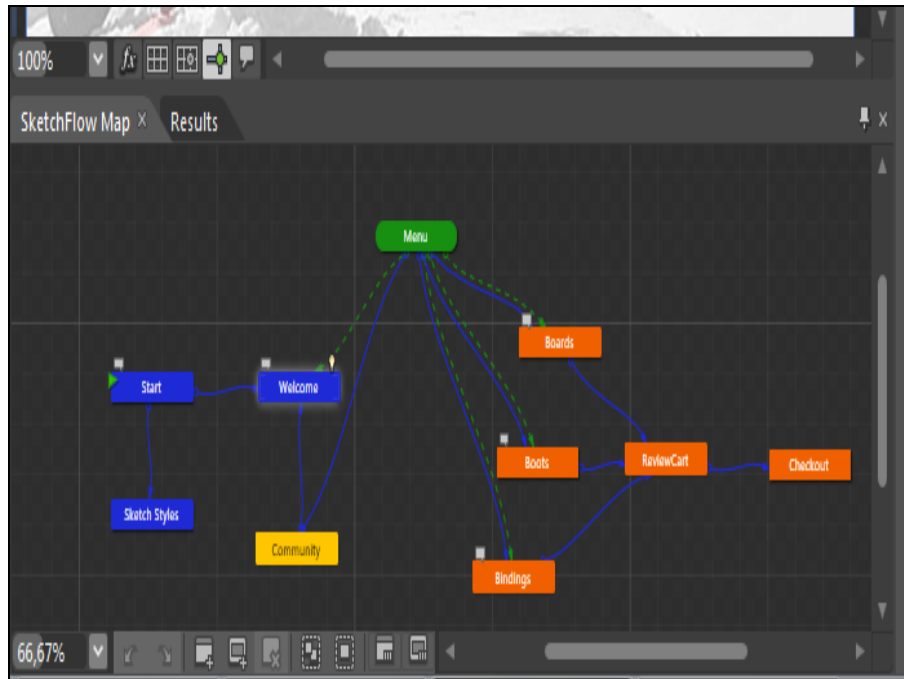 100%
fx
SketchFlow Map × Results
Menu
Boards
Start
Welcome
Boots
ReviewCart
Checkout
Sketch Styles
Community
Bindings
66,67%